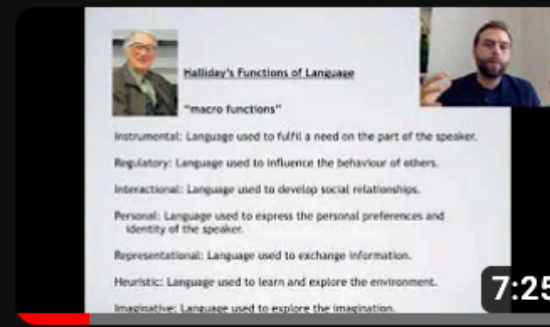 Halliday's Functions of Language
"macro functions"
Instrumental: Language used to fulfil a need on the part of the speaker.
Regulatory: Language used to influence the behaviour of others.
Interactional: Language used to develop social relationships.
Personal: Language used to express the personal preferences and
identity of the speaker.
Representational: Language used to exchange information.
Heuristic: Language used to learn and explore the environment.
Imaginative: Language used to explore the imagination.
7:25